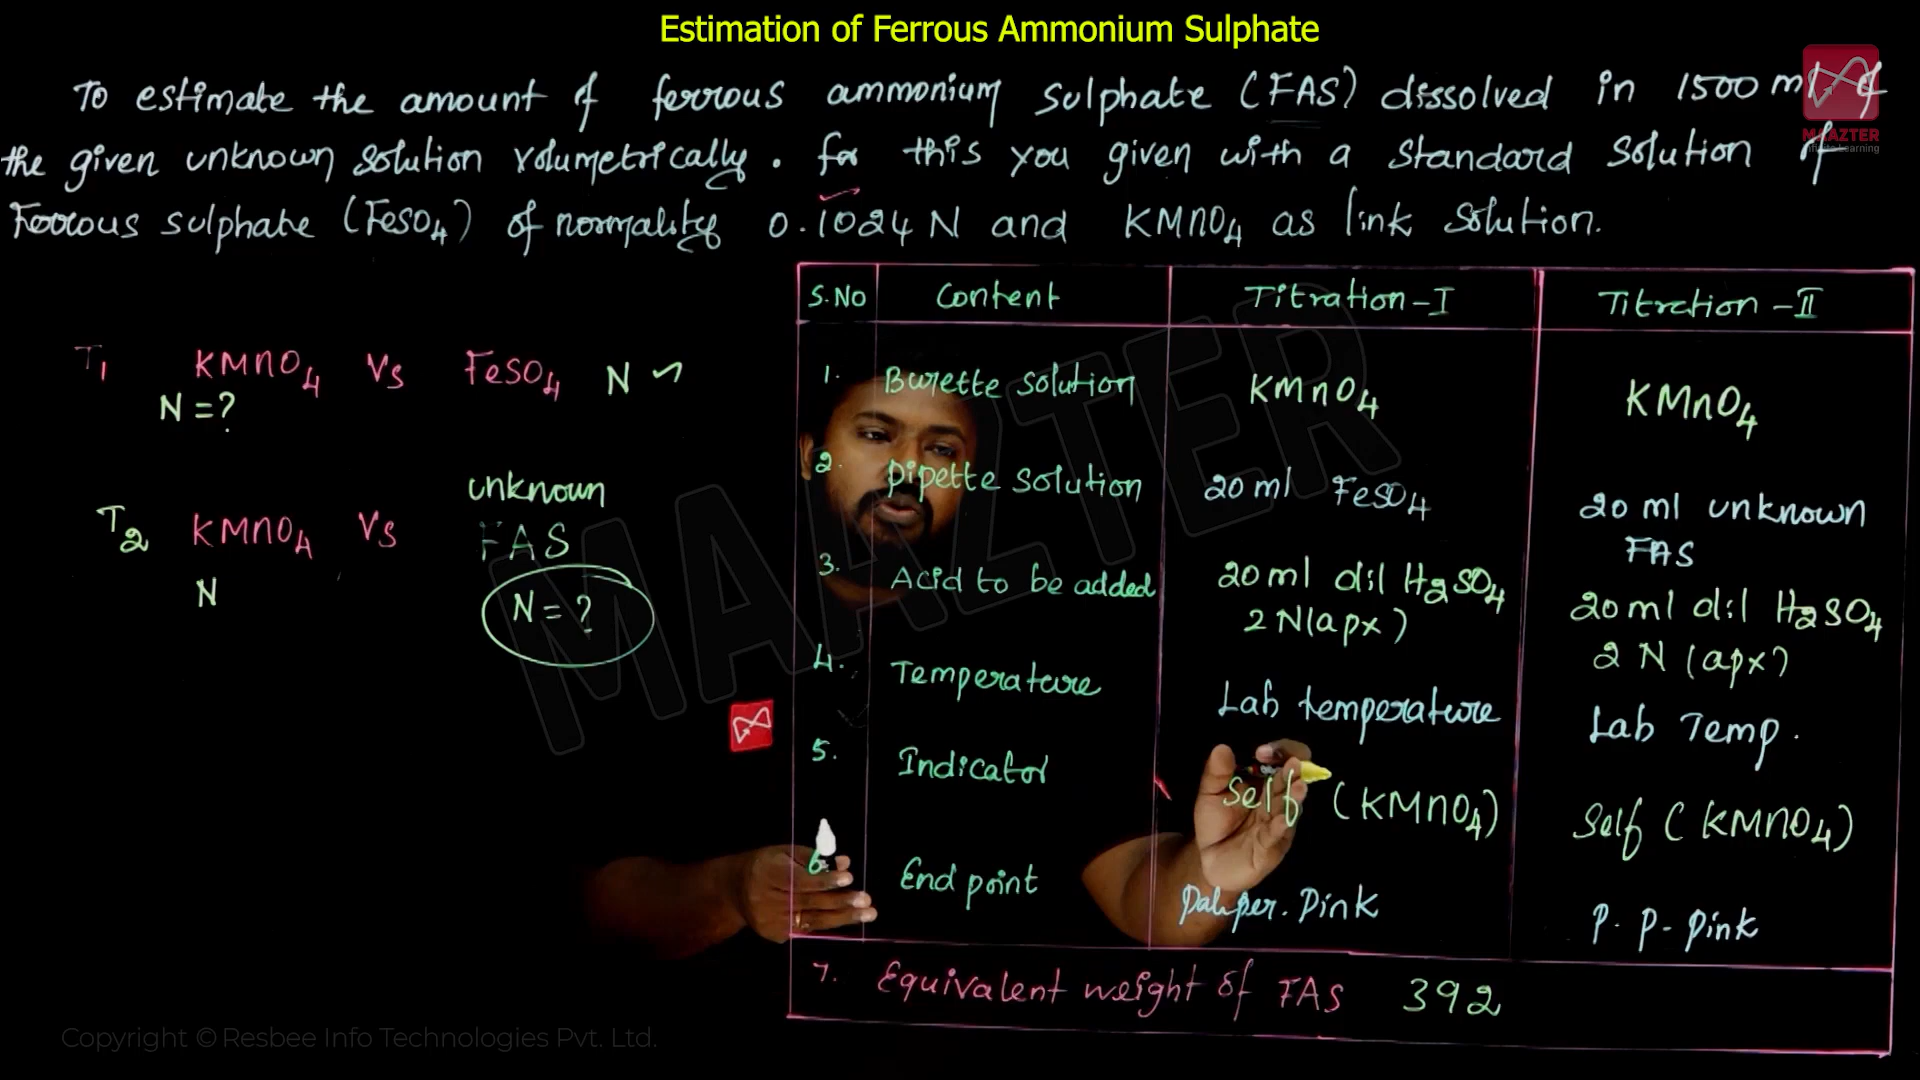 Estimation of Ferrous Ammonium Sulphate
To estimate the amount of ferrous ammonium sulphate (FAS) dissolved in 1500 ml of
the given unknown solution volumetrically. for this you given with a standard solution of
Ferrous sulphate (FeSO4) of normality 0.1024 N and KMnO4 as link solution.
MAAZTER
Infinite Learning
T1 KMnO4 Vs FeSO4 N ✓
N = ?
unknown
T2 KMnO4 Vs FAS
N N = ?
S.No Content Titration-I Titration-II
1. Burette solution KMnO4 KMnO4
2. pipette solution 20 ml FeSO4 20 ml unknown
FAS
3. Acid to be added 20 ml dil H2SO4 20 ml dil H2SO4
2 N(apx) 2 N (apx)
4. Temperature Lab temperature Lab Temp.
5. Indicator Self (KMnO4) Self (KMnO4)
6. End point per. Pink P. P- pink
7. Equivalent weight of FAS 392
MAAZTER
Copyright © Resbee Info Technologies Pvt. Ltd.